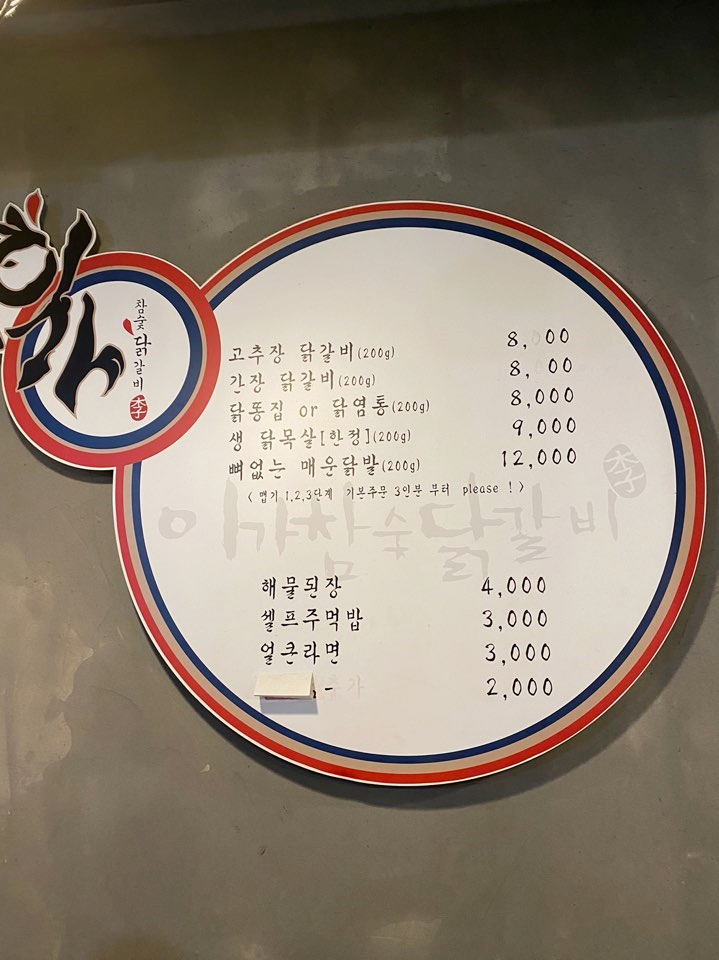 참숯 닭갈비
李
고추장 닭갈비(200g) 8,000
간장 닭갈비(200g) 8, 00
닭똥집 or 닭염통(200g) 8,000
생 닭목살[한정](200g) 9,000
뼈없는 매운닭발(200g) 12,000
< 맵기 1,2,3단계 기본주문 3인분 부터 please ! >
李
이가참숯닭갈비
해물된장 4,000
셀프주먹밥 3,000
얼큰라면 3,000
추가 2,000